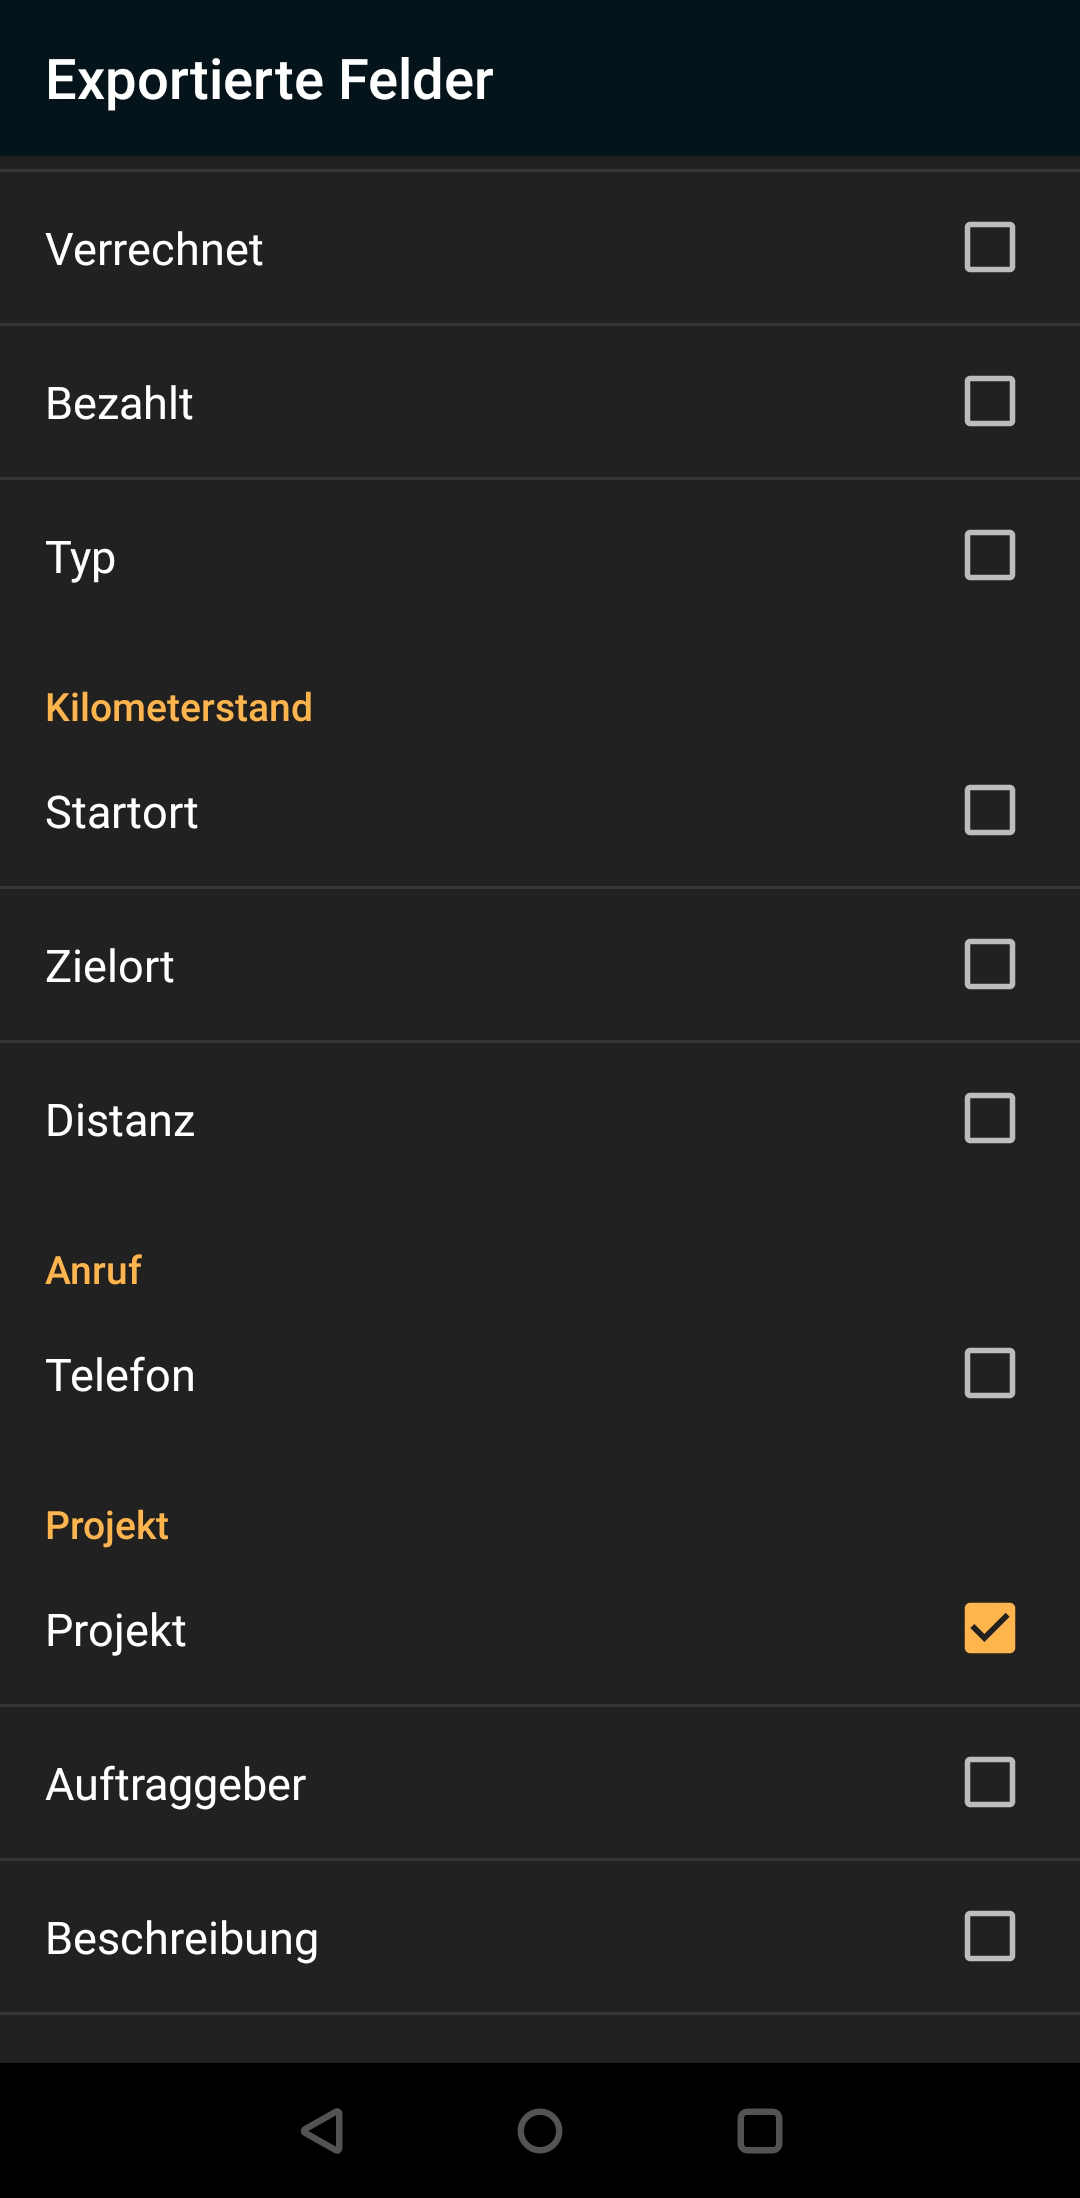 Exportierte Felder
Verrechnet
Bezahlt
Typ
Kilometerstand
Startort
Zielort
Distanz
Anruf
Telefon
Projekt
Projekt
Auftraggeber
Beschreibung